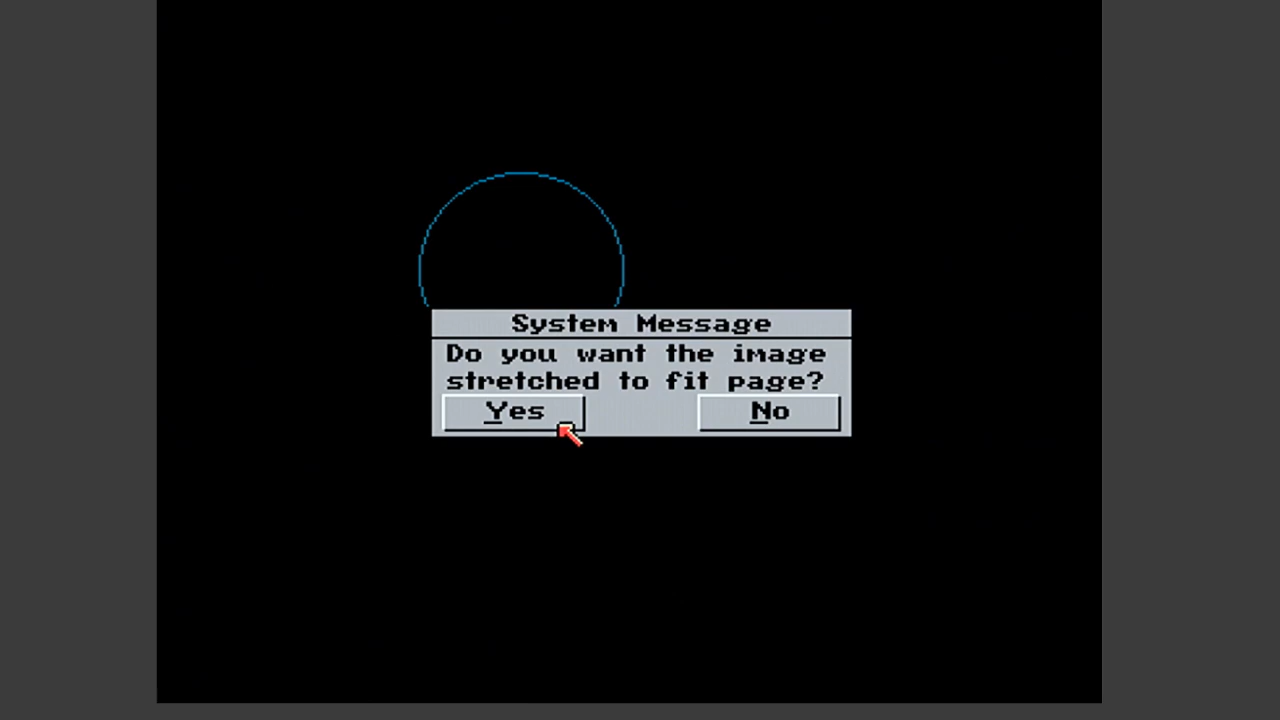 System Message
Do you want the image
stretched to fit page?
Yes
No